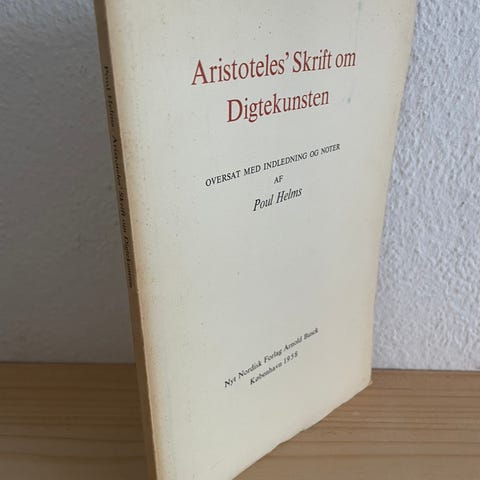 Aristoteles' Skrift om
Digtekunsten
OVERSAT MED INDLEDNING OG NOTER
AF
Poul Helms
Nyt Nordisk Forlag Arnold Busck
København 1958
Poul Helms Aristoteles' Skrift om Digtekunsten